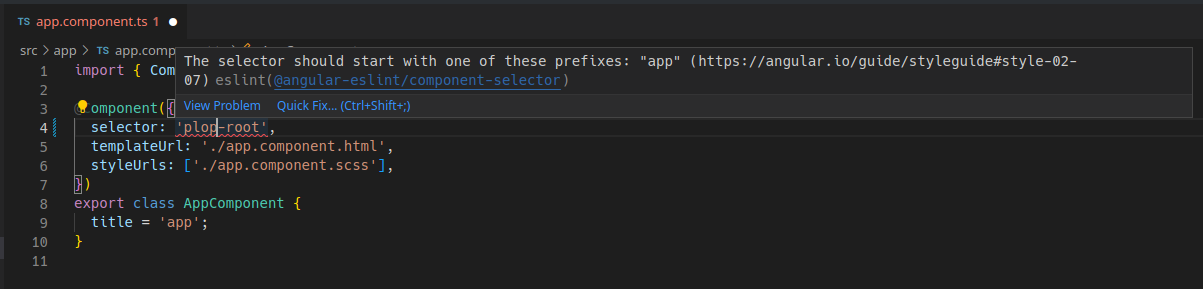 TS app.component.ts 1 ●
src > app > TS app.comp
The selector should start with one of these prefixes: "app" (https://angular.io/guide/styleguide#style-02-
07) eslint(@angular-eslint/component-selector)
View Problem Quick Fix... (Ctrl+Shift+;)
1 import { Com
2
3 omponent({
4 selector: 'plop-root',
5 templateUrl: './app.component.html',
6 styleUrls: ['./app.component.scss'],
7 })
8 export class AppComponent {
9 title = 'app';
10 }
11